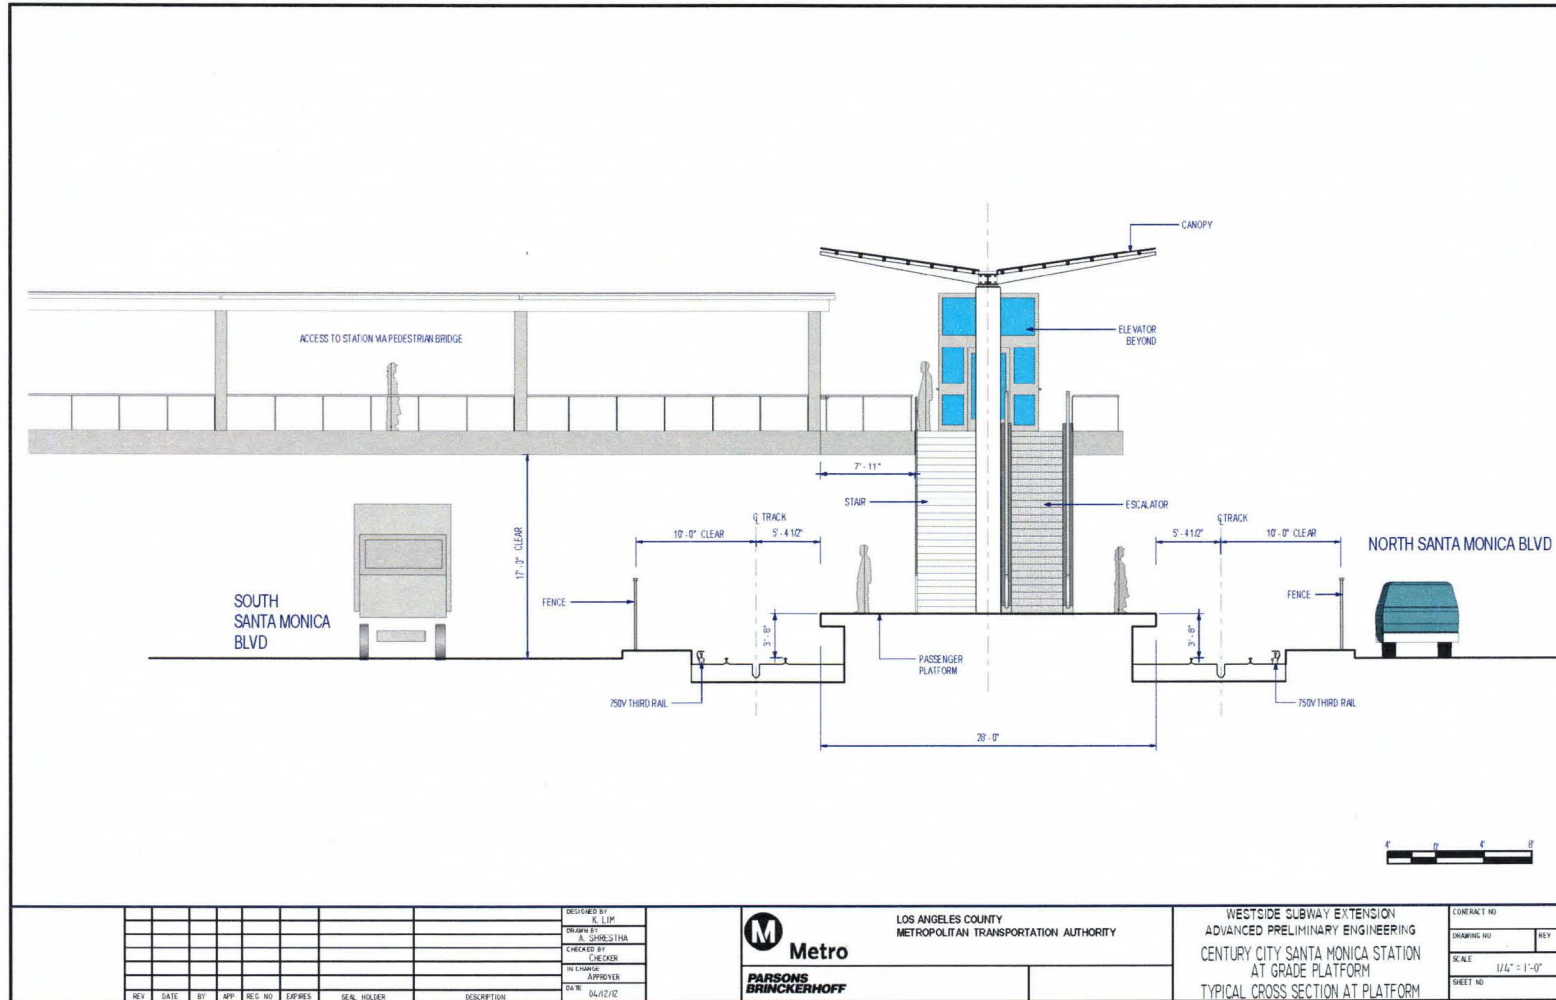 CANOPY
ELEVATOR
BEYOND
ACCESS TO STATION VIA PEDESTRIAN BRIDGE
7'-11"
STAIR
ESCALATOR
℄ TRACK
10'-0" CLEAR
5'-4 1/2"
17'-0" CLEAR
℄ TRACK
5'-4 1/2"
10'-0" CLEAR
NORTH SANTA MONICA BLVD
SOUTH
SANTA MONICA
BLVD
FENCE
FENCE
3'-8"
3'-8"
PASSENGER
PLATFORM
750V THIRD RAIL
750V THIRD RAIL
28'-0"
4' 0' 4' 8'
DESIGNED BY
K. LIM
DRAWN BY
A. SHRESTHA
CHECKED BY
CHECKER
IN CHARGE
APPROVER
DATE
04/12/12
REV DATE BY APP REG NO EXPIRES SEAL HOLDER DESCRIPTION
M Metro
LOS ANGELES COUNTY
METROPOLITAN TRANSPORTATION AUTHORITY
PARSONS
BRINCKERHOFF
WESTSIDE SUBWAY EXTENSION
ADVANCED PRELIMINARY ENGINEERING
CENTURY CITY SANTA MONICA STATION
AT GRADE PLATFORM
TYPICAL CROSS SECTION AT PLATFORM
CONTRACT NO
DRAWING NO REV
SCALE
1/4" = 1'-0"
SHEET NO